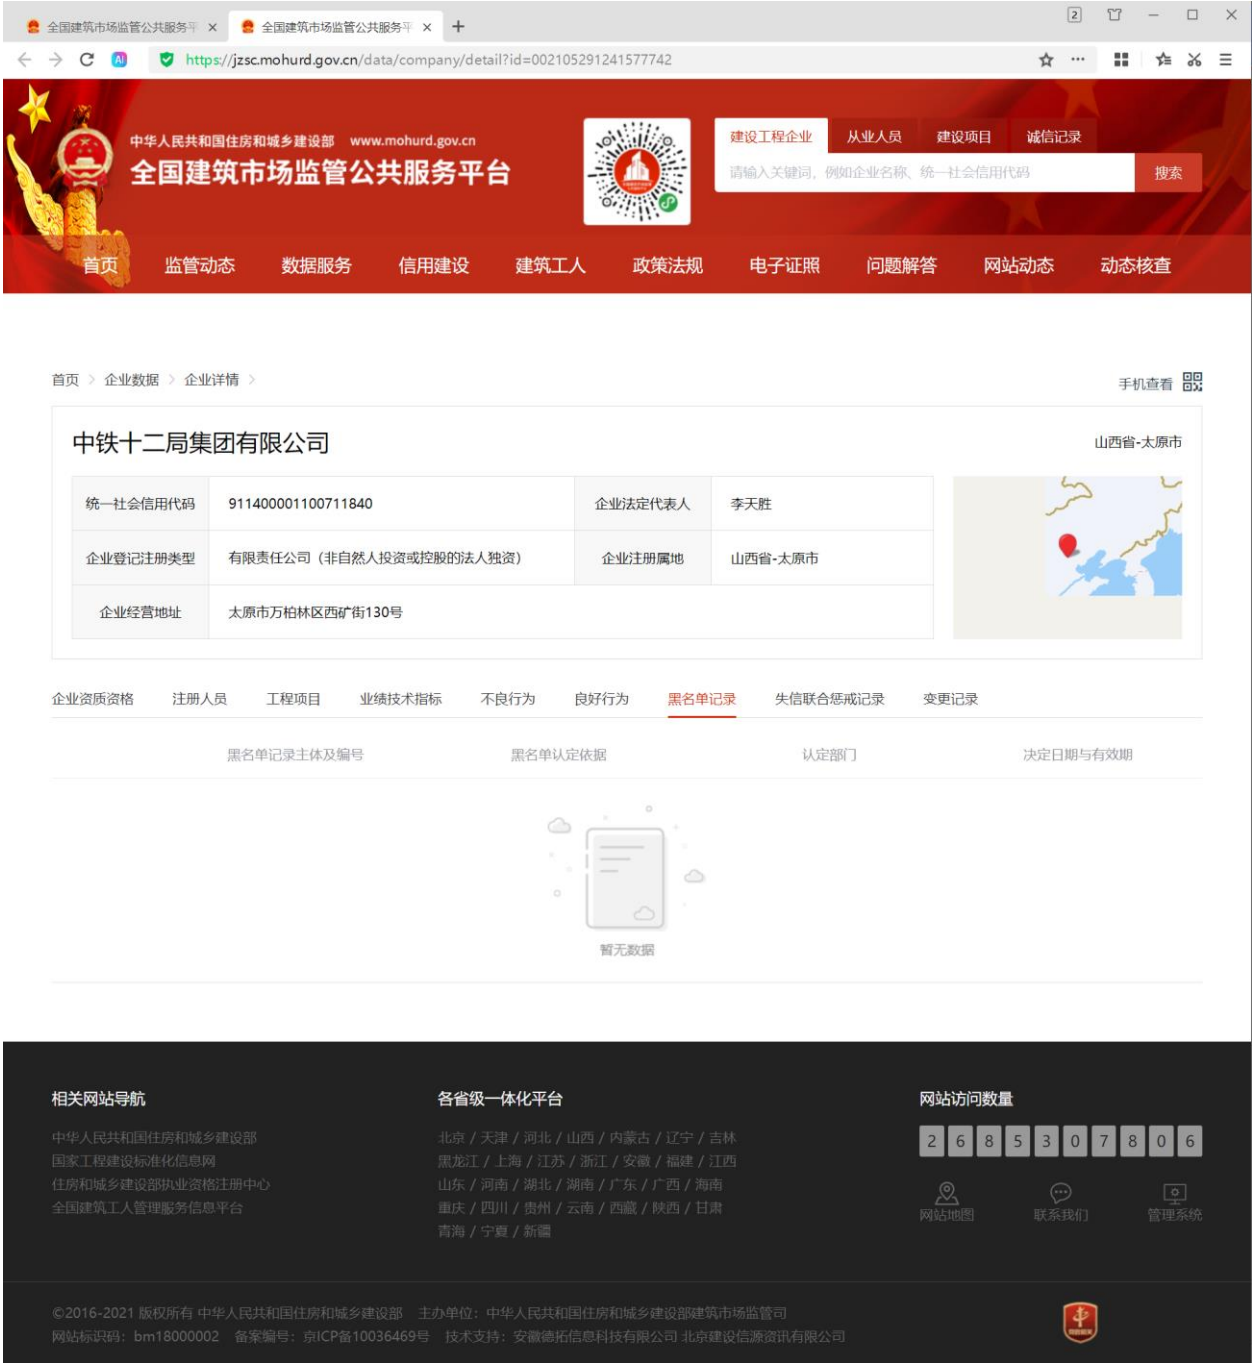 全国建筑市场监管公共服务平
全国建筑市场监管公共服务平
2
AI
https://jzsc.mohurd.gov.cn/data/company/detail?id=002105291241577742
中华人民共和国住房和城乡建设部 www.mohurd.gov.cn
全国建筑市场监管公共服务平台
建设工程企业 从业人员 建设项目 诚信记录
请输入关键词，例如企业名称、统一社会信用代码
搜索
首页 监管动态 数据服务 信用建设 建筑工人 政策法规 电子证照 问题解答 网站动态 动态核查
首页 > 企业数据 > 企业详情 >
手机查看
中铁十二局集团有限公司
山西省-太原市
统一社会信用代码 911400001100711840 企业法定代表人 李天胜
企业登记注册类型 有限责任公司（非自然人投资或控股的法人独资） 企业注册属地 山西省-太原市
企业经营地址 太原市万柏林区西矿街130号
企业资质资格 注册人员 工程项目 业绩技术指标 不良行为 良好行为 黑名单记录 失信联合惩戒记录 变更记录
黑名单记录主体及编号 黑名单认定依据 认定部门 决定日期与有效期
暂无数据
相关网站导航
中华人民共和国住房和城乡建设部
国家工程建设标准化信息网
住房和城乡建设部执业资格注册中心
全国建筑工人管理服务信息平台
各省级一体化平台
北京 / 天津 / 河北 / 山西 / 内蒙古 / 辽宁 / 吉林
黑龙江 / 上海 / 江苏 / 浙江 / 安徽 / 福建 / 江西
山东 / 河南 / 湖北 / 湖南 / 广东 / 广西 / 海南
重庆 / 四川 / 贵州 / 云南 / 西藏 / 陕西 / 甘肃
青海 / 宁夏 / 新疆
网站访问数量
2 6 8 5 3 0 7 8 0 6
网站地图 联系我们 管理系统
©2016-2021 版权所有 中华人民共和国住房和城乡建设部 主办单位：中华人民共和国住房和城乡建设部建筑市场监管司
网站标识码：bm18000002 备案编号：京ICP备10036469号 技术支持：安徽德拓信息科技有限公司 北京建设信源资讯有限公司